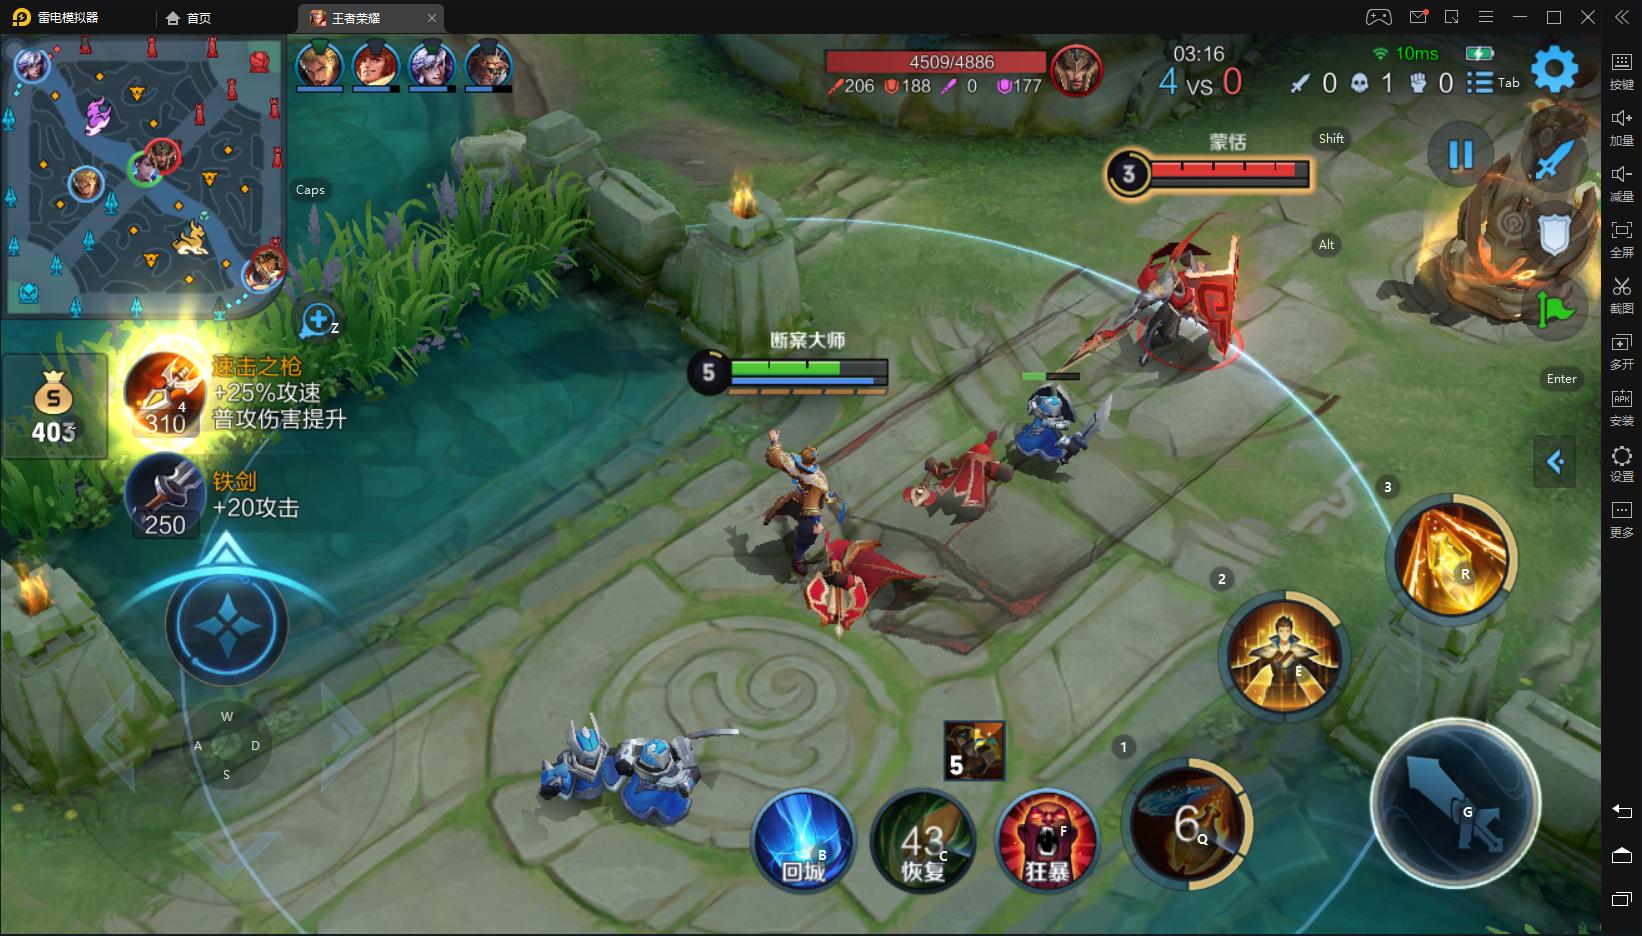 雷电模拟器
首页
王者荣耀
4509/4886
206 188 0 177
03:16
4 VS 0
10ms
0 1 0 Tab
按键
加量
减量
全屏
截图
多开
安装
设置
更多
Caps
Shift
Alt
Enter
蒙恬
3
断案大师
5
Z
403
速击之枪
+25%攻速
普攻伤害提升
4
310
铁剑
+20攻击
250
W
A D
S
3
R
2
E
1
6
Q
5
B
回城
43
C
恢复
F
狂暴
G
APK